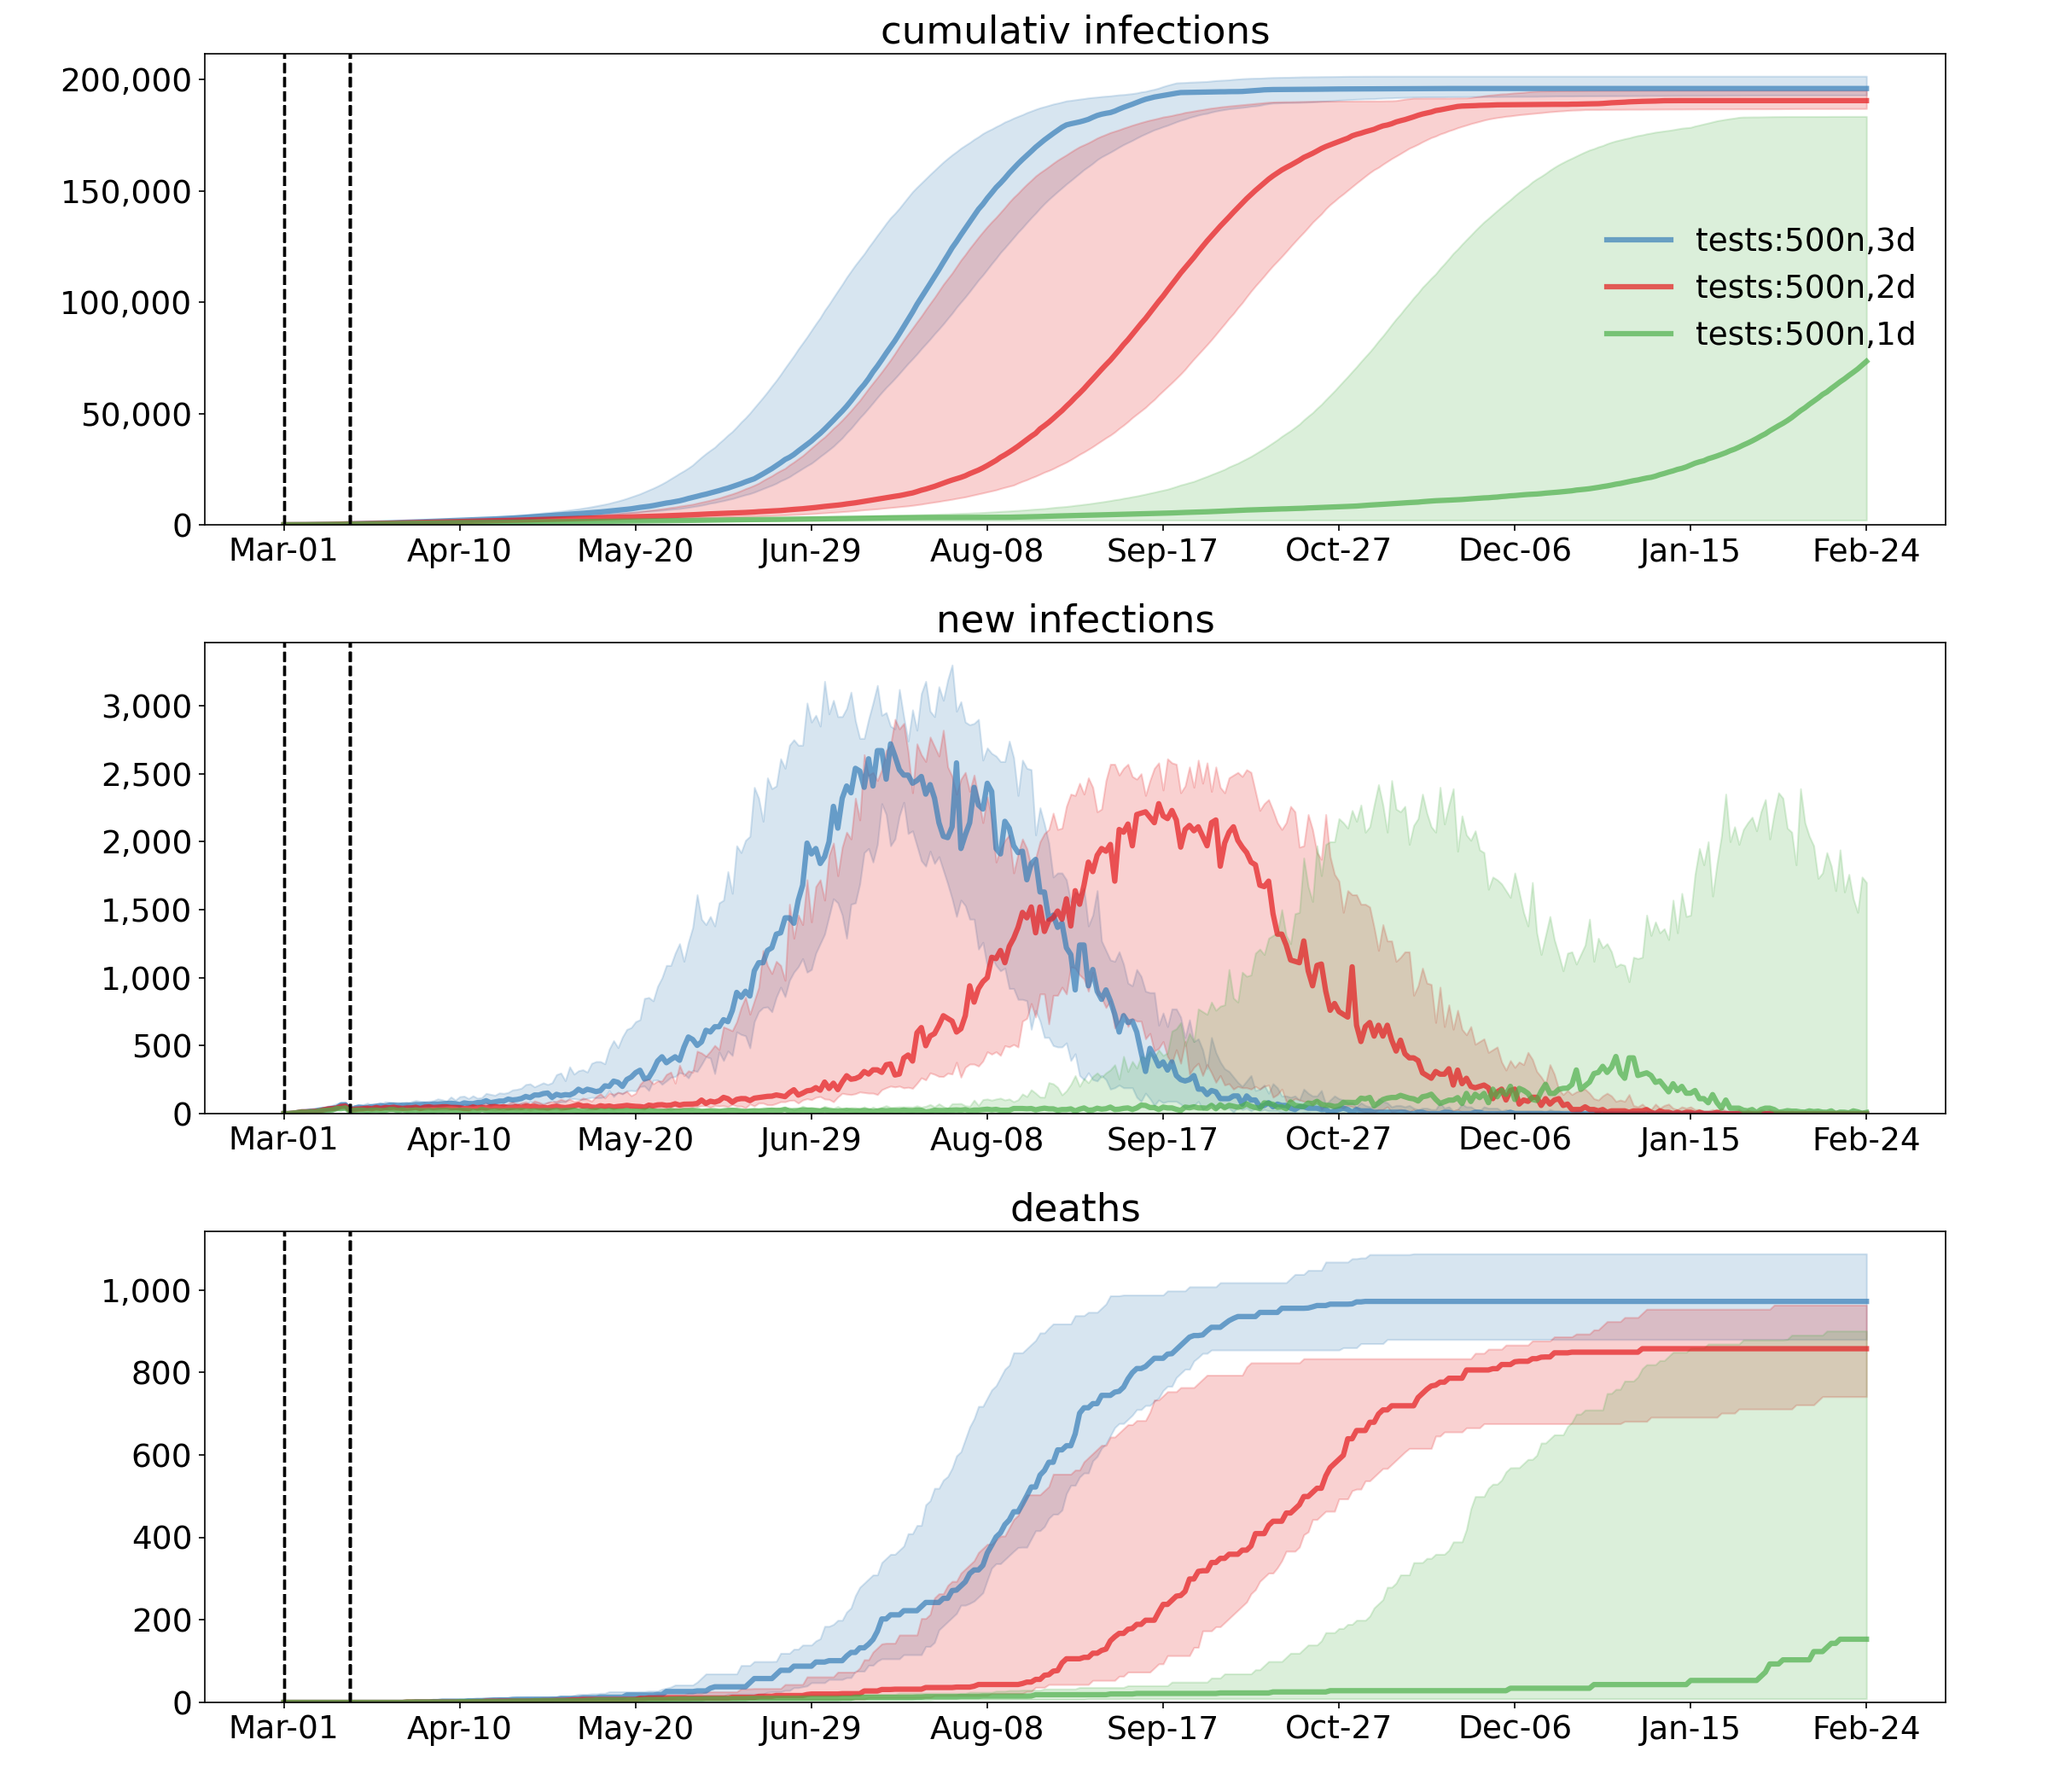 cumulativ infections
200,000
150,000
100,000
50,000
0
tests:500n,3d
tests:500n,2d
tests:500n,1d
Mar-01 Apr-10 May-20 Jun-29 Aug-08 Sep-17 Oct-27 Dec-06 Jan-15 Feb-24
new infections
3,000
2,500
2,000
1,500
1,000
500
0
Mar-01 Apr-10 May-20 Jun-29 Aug-08 Sep-17 Oct-27 Dec-06 Jan-15 Feb-24
deaths
1,000
800
600
400
200
0
Mar-01 Apr-10 May-20 Jun-29 Aug-08 Sep-17 Oct-27 Dec-06 Jan-15 Feb-24